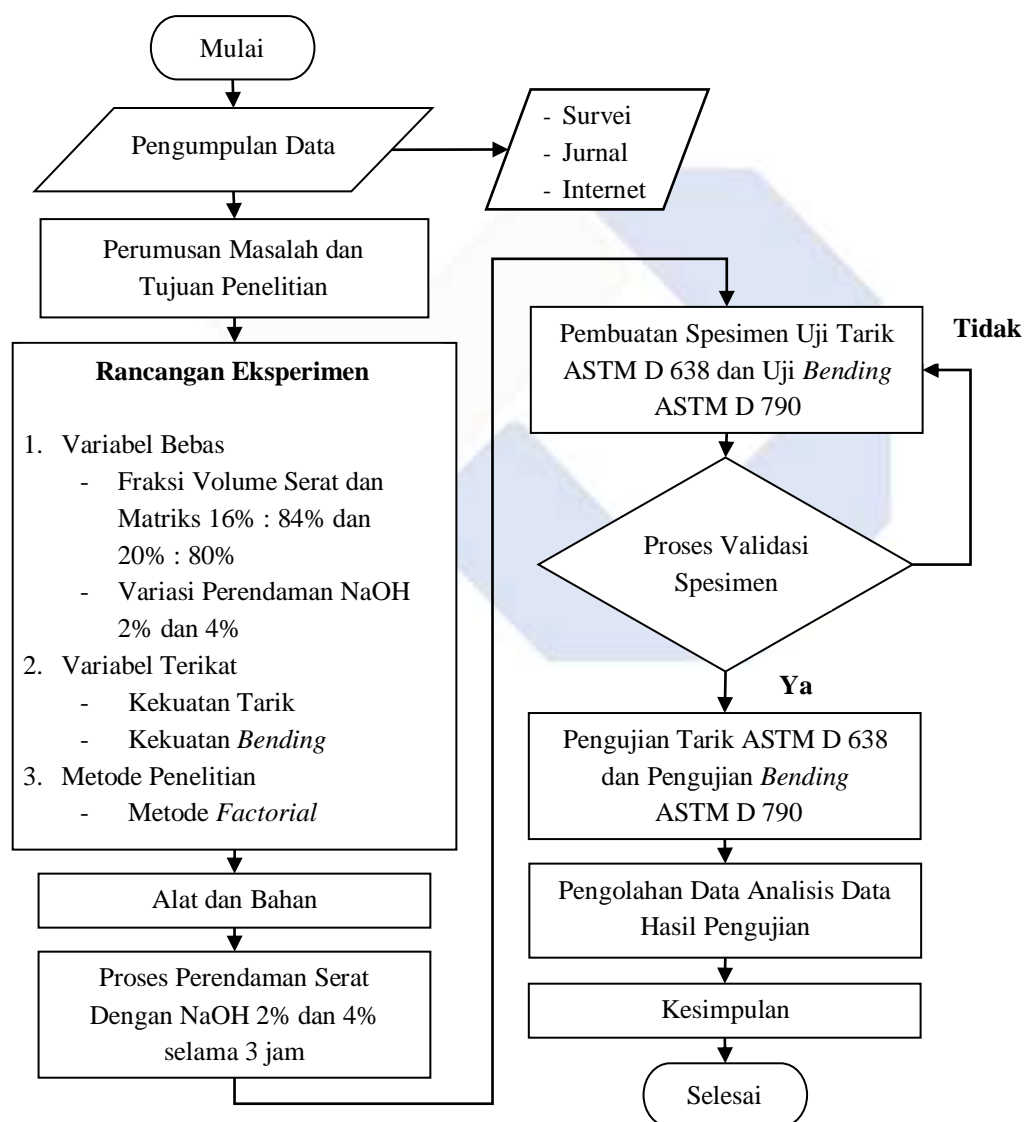 Mulai
Pengumpulan Data
- Survei
- Jurnal
- Internet
Perumusan Masalah dan
Tujuan Penelitian
Rancangan Eksperimen
1. Variabel Bebas
- Fraksi Volume Serat dan
Matriks 16% : 84% dan
20% : 80%
- Variasi Perendaman NaOH
2% dan 4%
2. Variabel Terikat
- Kekuatan Tarik
- Kekuatan Bending
3. Metode Penelitian
- Metode Factorial
Alat dan Bahan
Proses Perendaman Serat
Dengan NaOH 2% dan 4%
selama 3 jam
Pembuatan Spesimen Uji Tarik
ASTM D 638 dan Uji Bending
ASTM D 790
Tidak
Proses Validasi
Spesimen
Ya
Pengujian Tarik ASTM D 638
dan Pengujian Bending
ASTM D 790
Pengolahan Data Analisis Data
Hasil Pengujian
Kesimpulan
Selesai